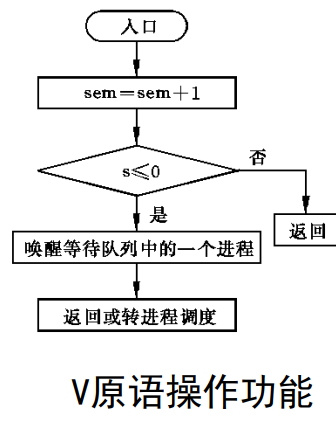 入口
sem=sem+1
s≤0
否
是
返回
唤醒等待队列中的一个进程
返回或转进程调度
V原语操作功能